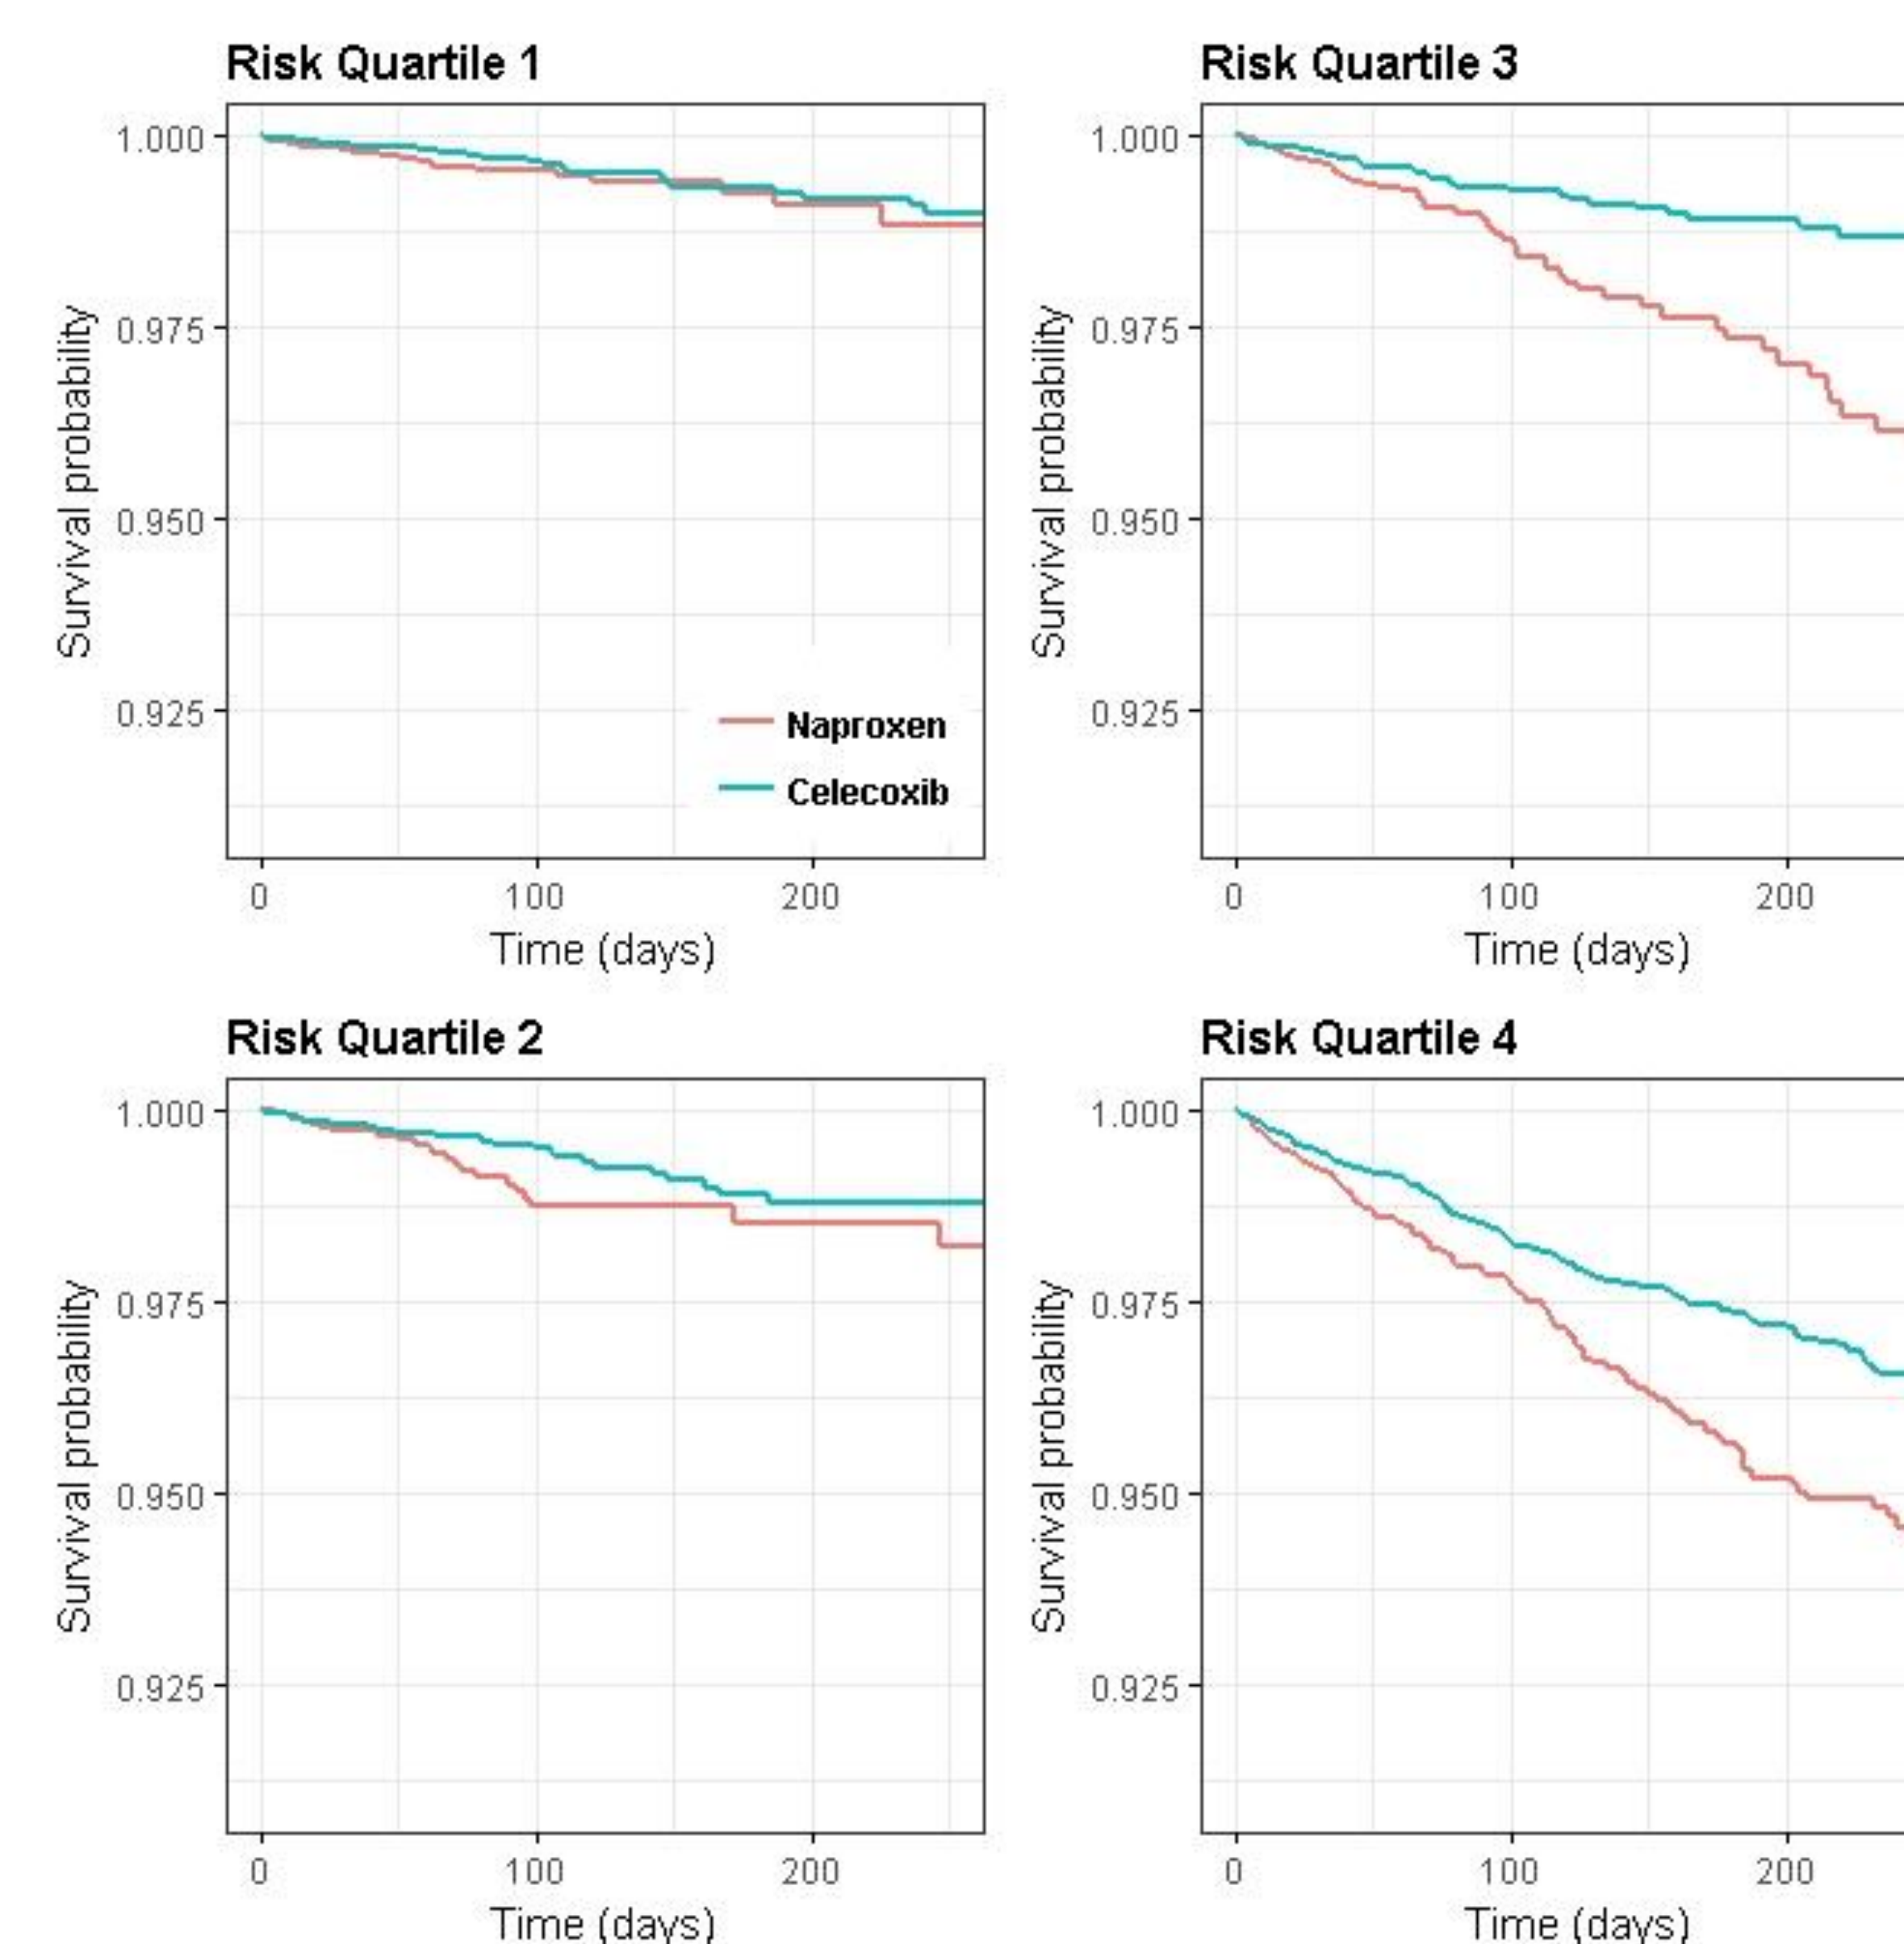 Risk Quartile 1
1.000
0.975
0.950
0.925
Survival probability
Naproxen
Celecoxib
0 100 200
Time (days)
Risk Quartile 3
1.000
0.975
0.950
0.925
Survival probability
0 100 200
Time (days)
Risk Quartile 2
1.000
0.975
0.950
0.925
Survival probability
0 100 200
Time (days)
Risk Quartile 4
1.000
0.975
0.950
0.925
Survival probability
0 100 200
Time (days)